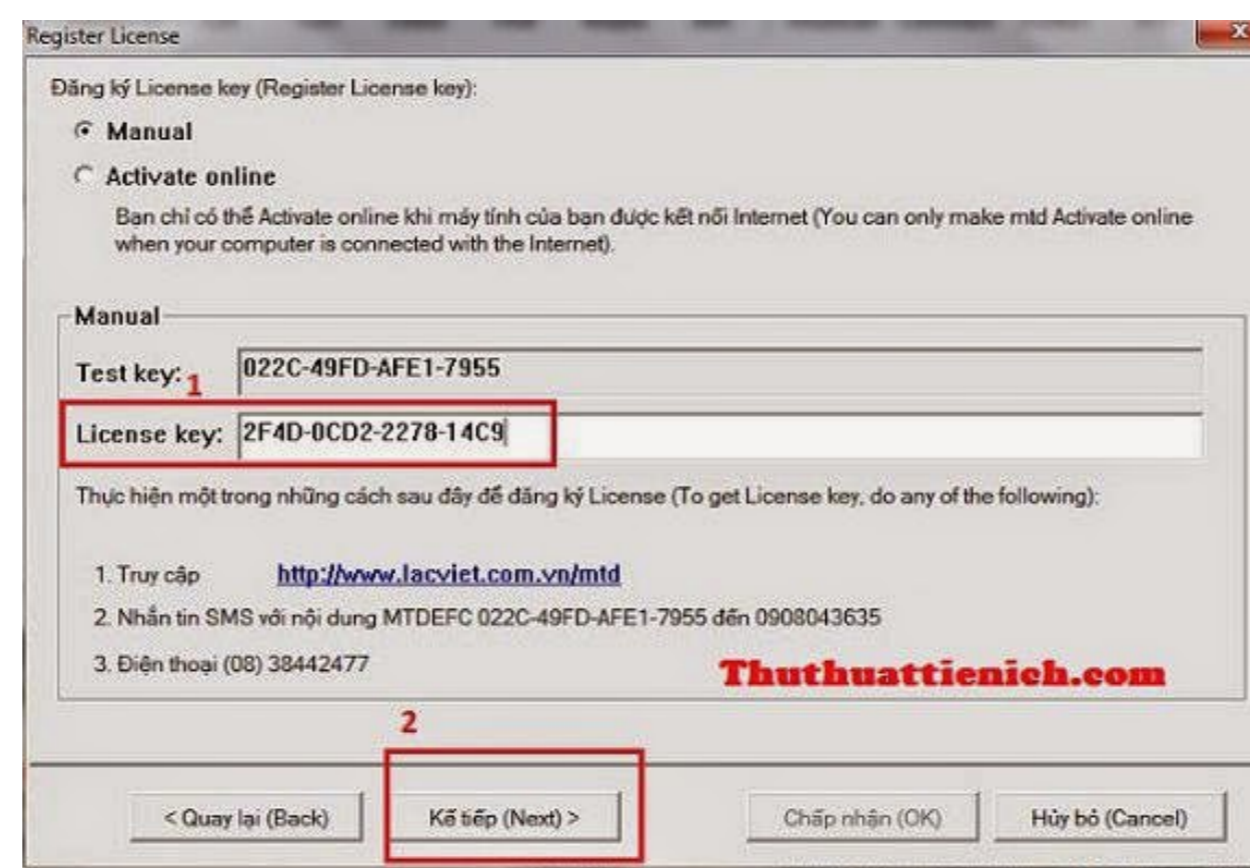 Register License
Đăng ký License key (Register License key):
Manual
Activate online
Bạn chỉ có thể Activate online khi máy tính của bạn được kết nối Internet (You can only make mtd Activate online
when your computer is connected with the Internet).
Manual
Test key: 022C-49FD-AFE1-7955
1
License key: 2F4D-0CD2-2278-14C9
Thực hiện một trong những cách sau đây để đăng ký License (To get License key, do any of the following):
1. Truy cập http://www.lacviet.com.vn/mtd
2. Nhắn tin SMS với nội dung MTDEFC 022C-49FD-AFE1-7955 đến 0908043635
3. Điện thoại (08) 38442477
Thuthuattienich.com
2
< Quay lại (Back) Kế tiếp (Next) > Chấp nhận (OK) Hủy bỏ (Cancel)